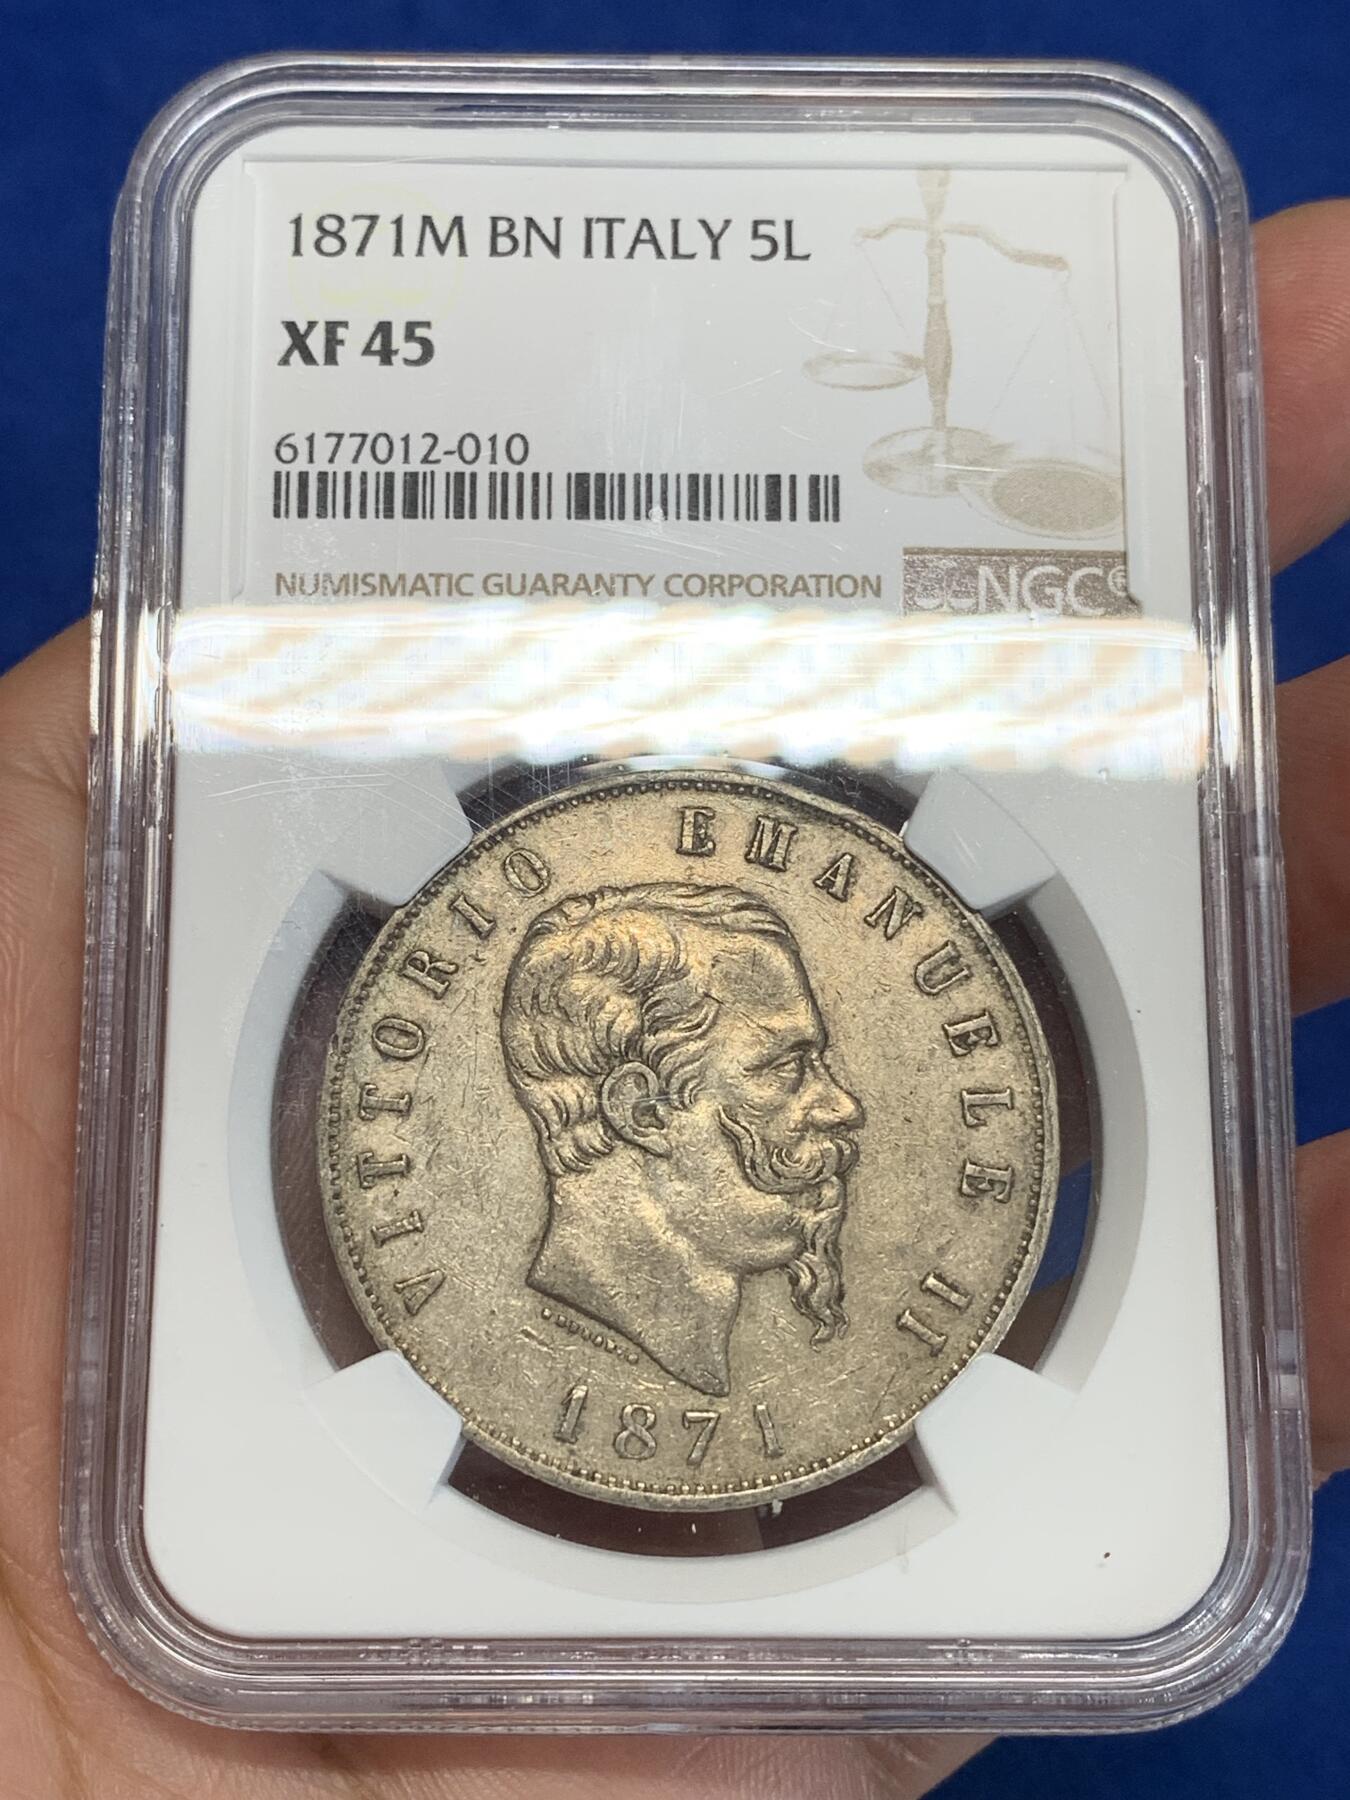 1871M BN ITALY 5L
XF 45
6177012-010
NUMISMATIC GUARANTY CORPORATION
NGC
VITTORIO EMANUELE II
1871